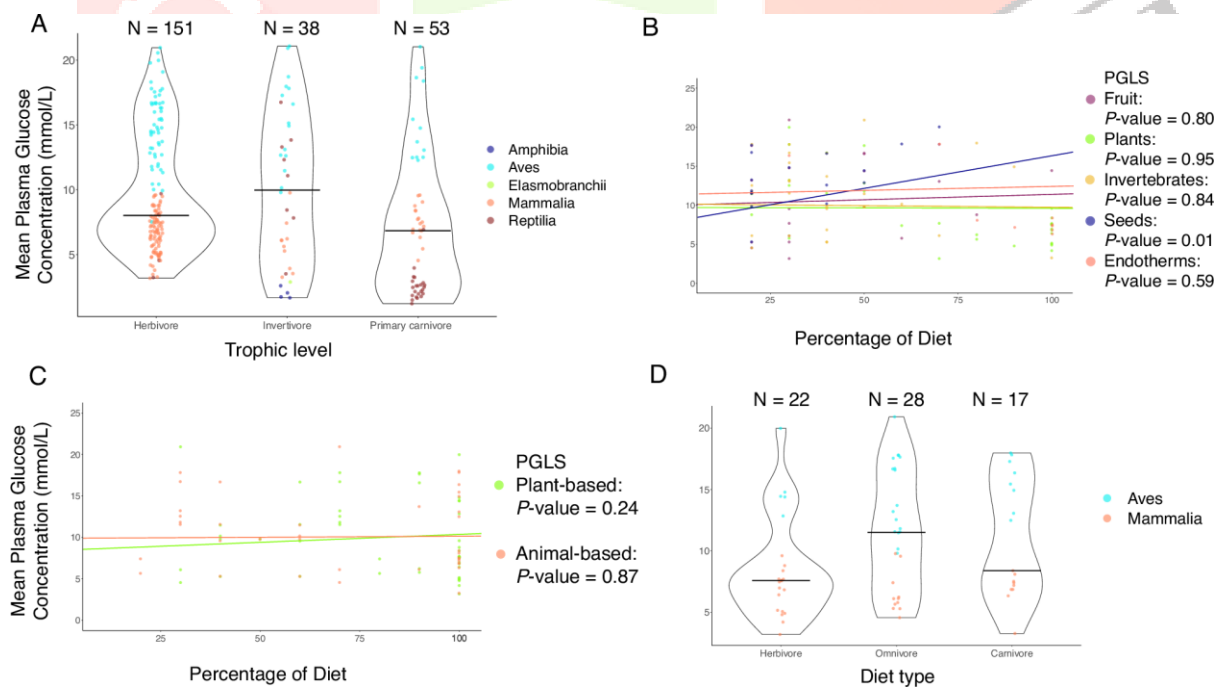 A
N = 151
N = 38
N = 53
Mean Plasma Glucose
Concentration (mmol/L)
20
15
10
5
Herbivore
Invertivore
Primary carnivore
Trophic level
Amphibia
Aves
Elasmobranchii
Mammalia
Reptilia
B
25
20
15
10
5
0
25
50
75
100
Percentage of Diet
PGLS
Fruit:
P-value = 0.80
Plants:
P-value = 0.95
Invertebrates:
P-value = 0.84
Seeds:
P-value = 0.01
Endotherms:
P-value = 0.59
C
Mean Plasma Glucose
Concentration (mmol/L)
25
20
15
10
5
0
25
50
75
100
Percentage of Diet
PGLS
Plant-based:
P-value = 0.24
Animal-based:
P-value = 0.87
D
N = 22
N = 28
N = 17
20
15
10
5
Herbivore
Omnivore
Carnivore
Diet type
Aves
Mammalia